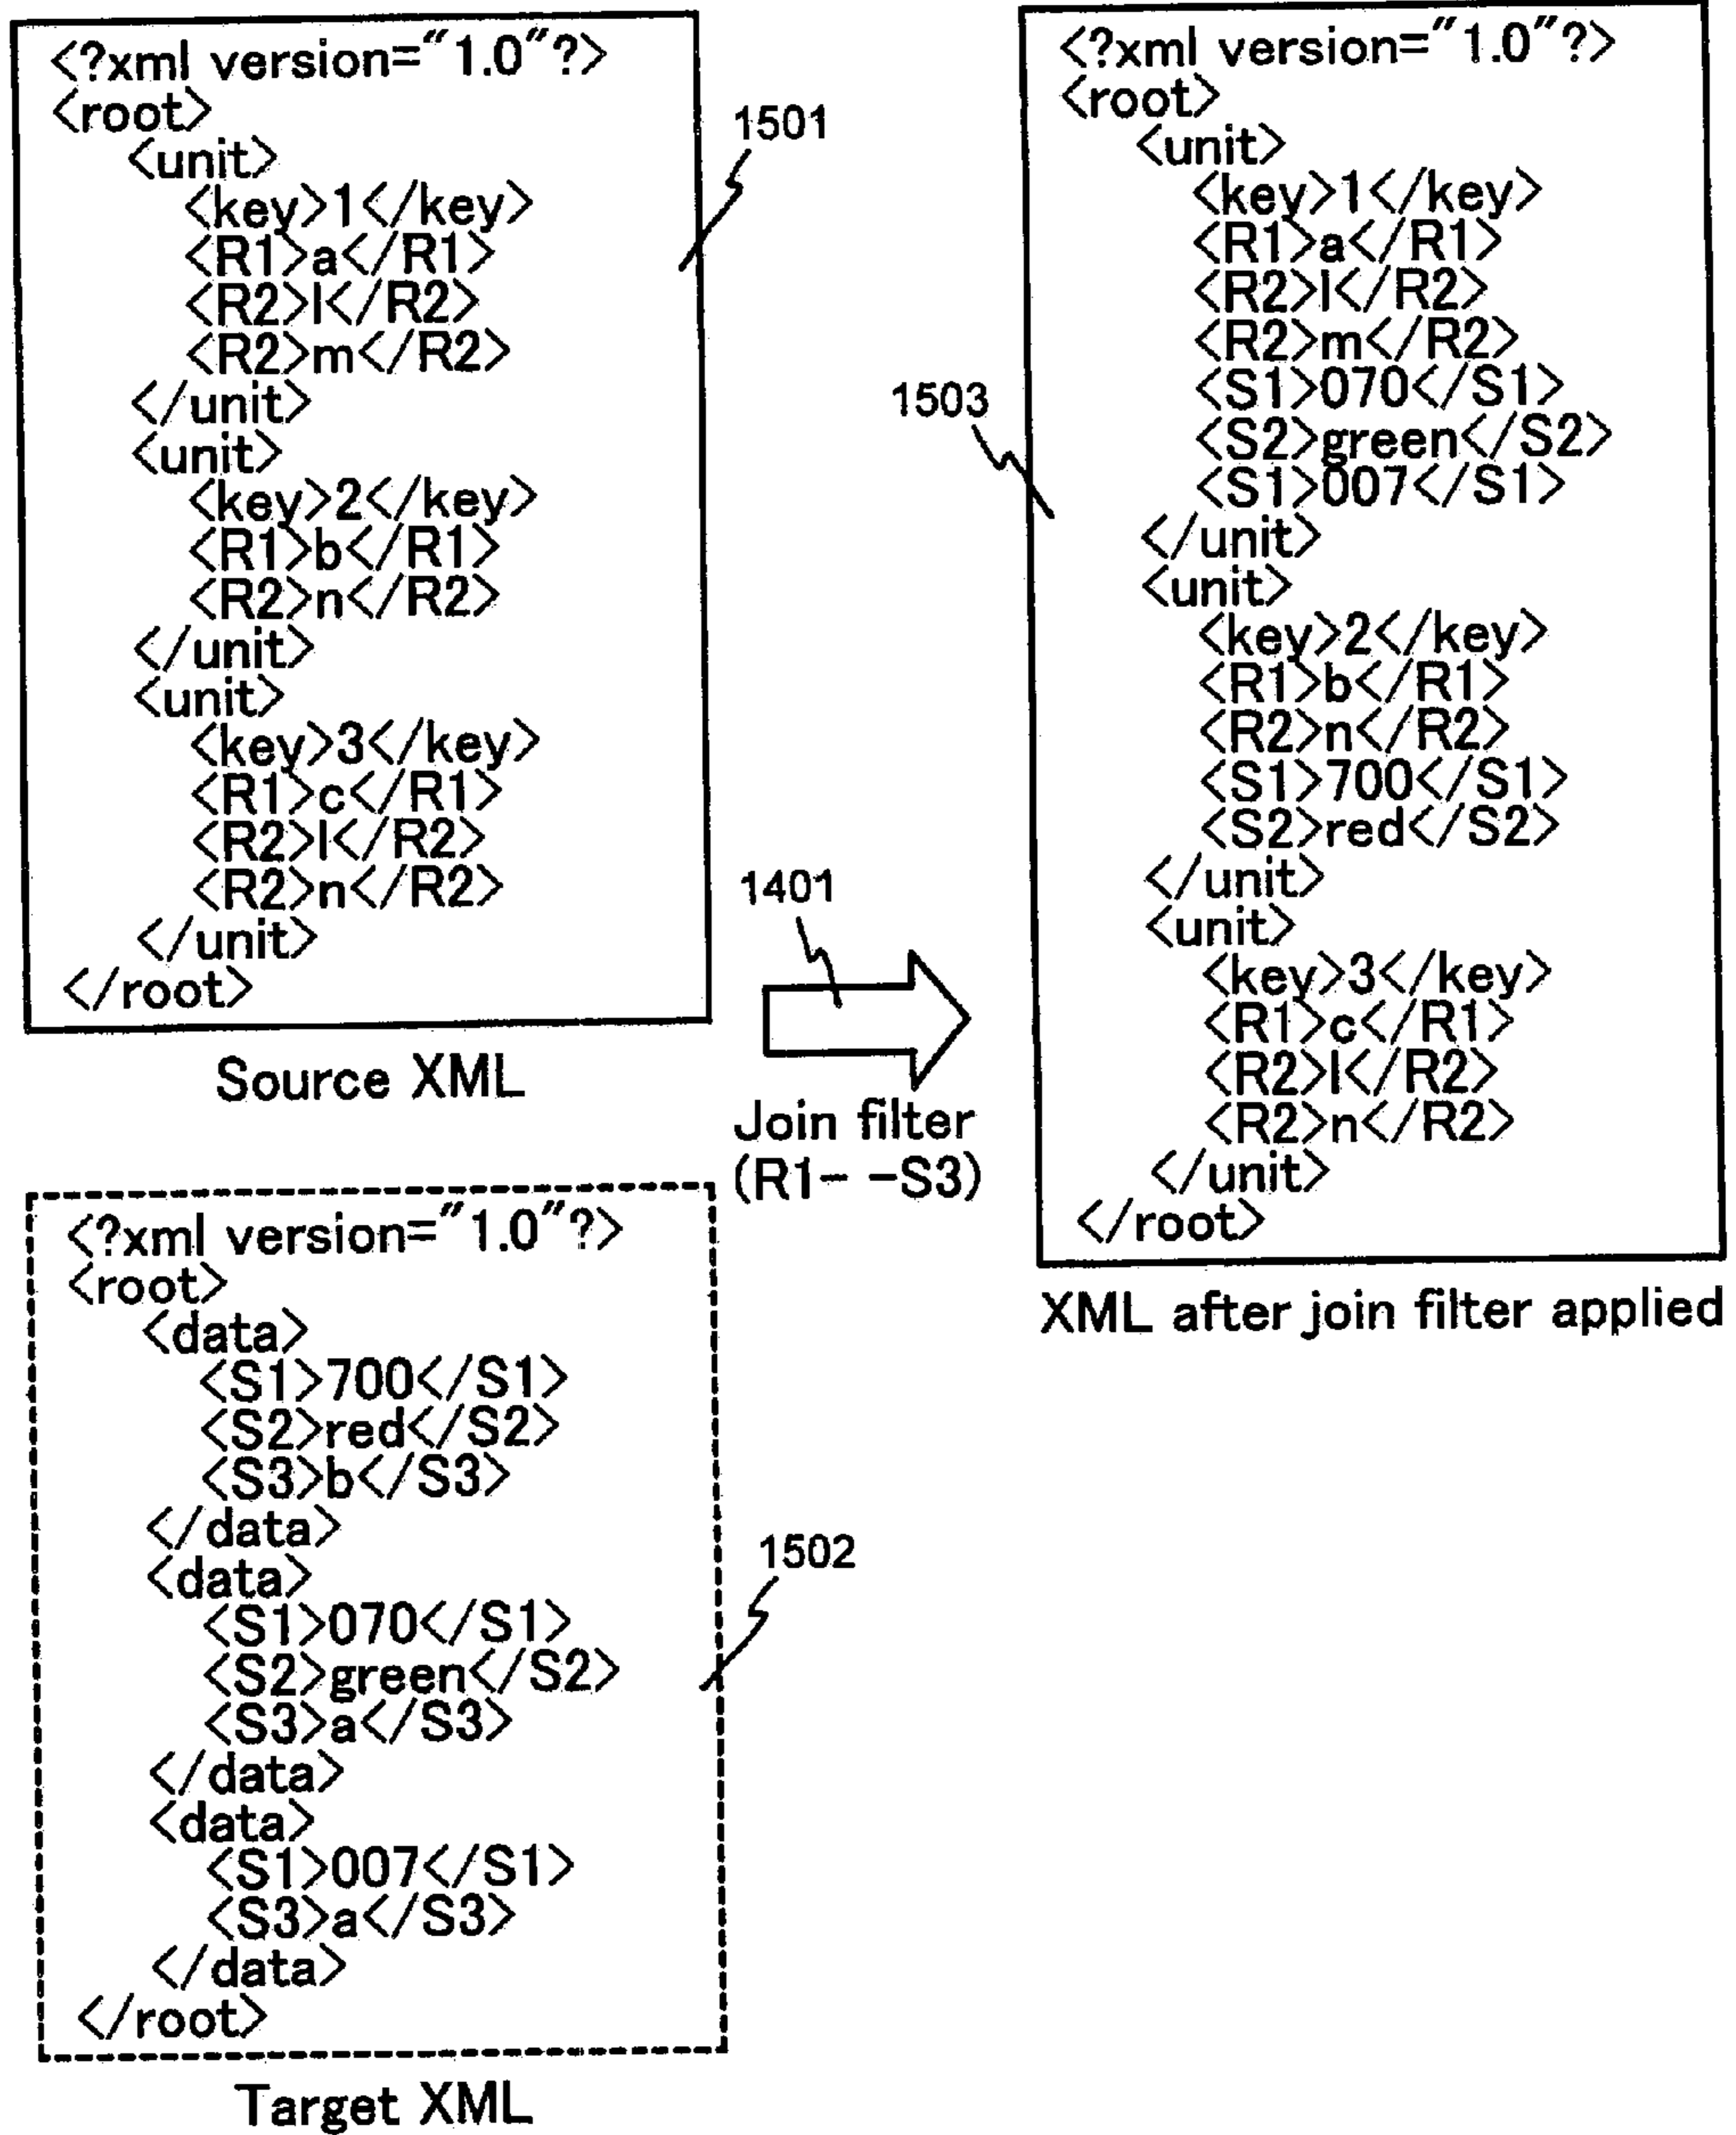 <?xml version="1.0"?>
<root>
<unit>
<key>1</key>
<R1>a</R1>
<R2>l</R2>
<R2>m</R2>
</unit>
<unit>
<key>2</key>
<R1>b</R1>
<R2>n</R2>
</unit>
<unit>
<key>3</key>
<R1>c</R1>
<R2>l</R2>
<R2>n</R2>
</unit>
</root>
1501
Source XML
<?xml version="1.0"?>
<root>
<data>
<S1>700</S1>
<S2>red</S2>
<S3>b</S3>
</data>
<data>
<S1>070</S1>
<S2>green</S2>
<S3>a</S3>
</data>
<data>
<S1>007</S1>
<S3>a</S3>
</data>
</root>
1502
Target XML
1401
Join filter
(R1- -S3)
1503
<?xml version="1.0"?>
<root>
<unit>
<key>1</key>
<R1>a</R1>
<R2>l</R2>
<R2>m</R2>
<S1>070</S1>
<S2>green</S2>
<S1>007</S1>
</unit>
<unit>
<key>2</key>
<R1>b</R1>
<R2>n</R2>
<S1>700</S1>
<S2>red</S2>
</unit>
<unit>
<key>3</key>
<R1>c</R1>
<R2>l</R2>
<R2>n</R2>
</unit>
</root>
XML after join filter applied